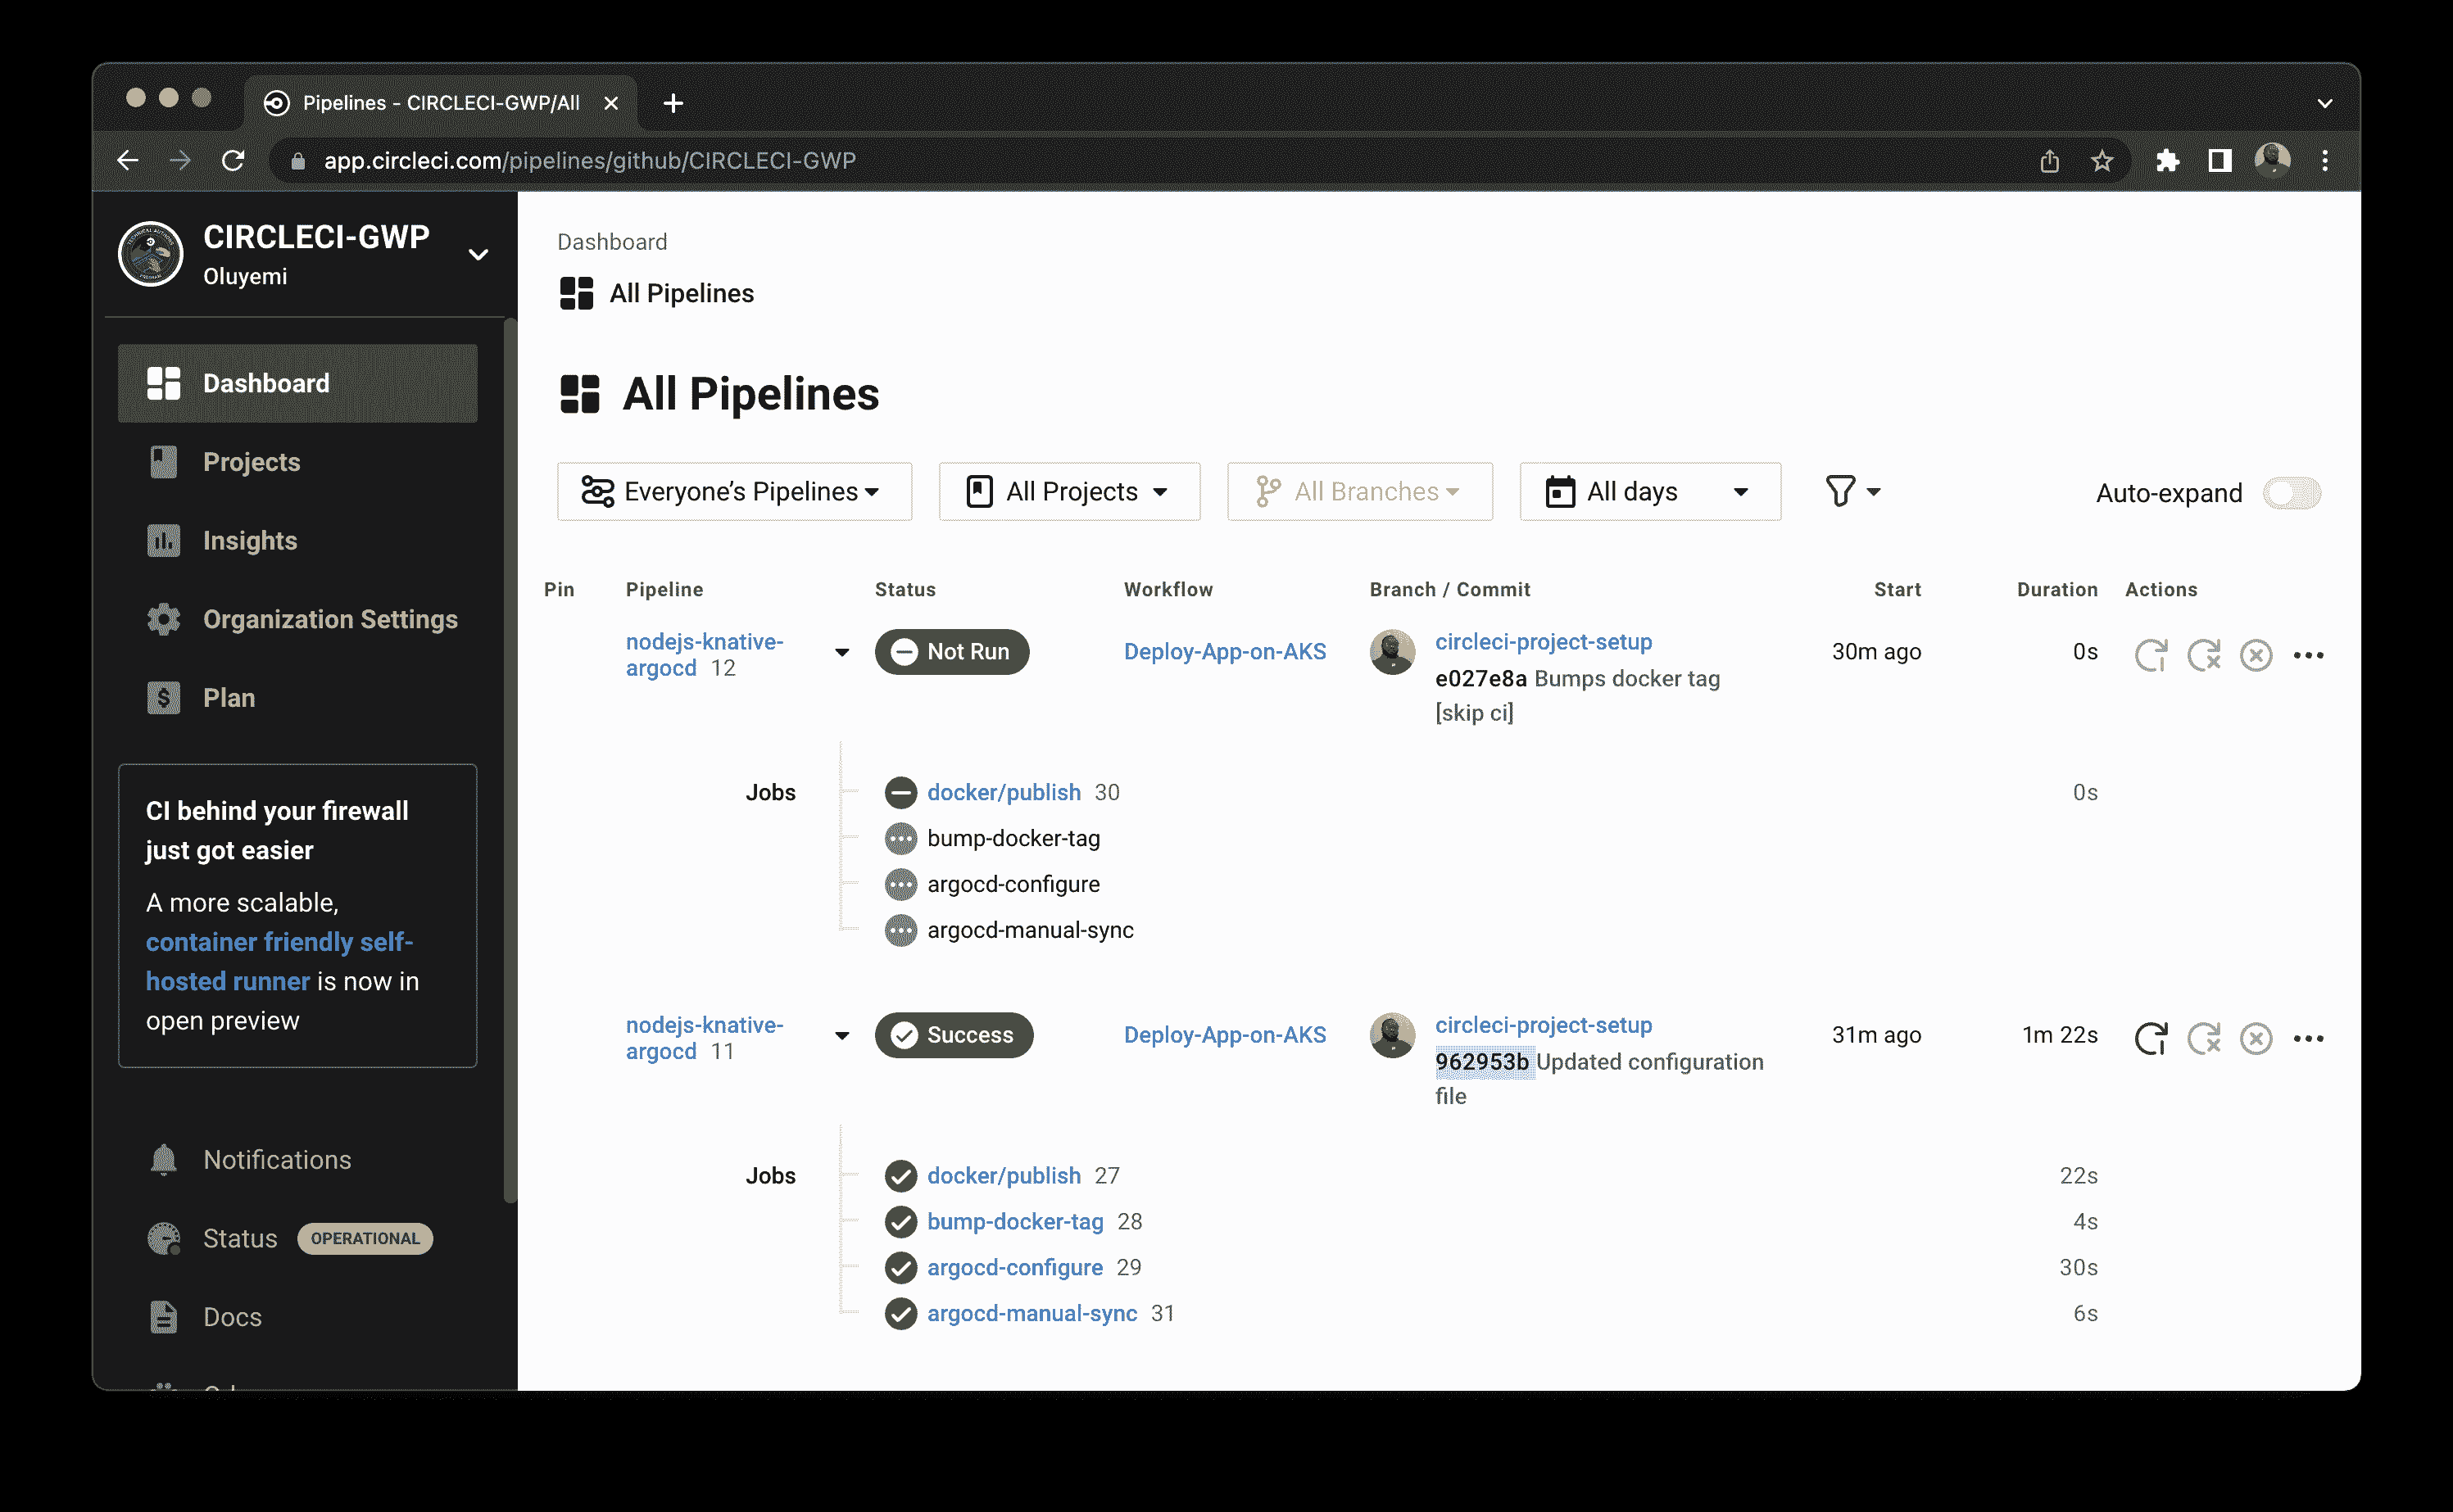 Pipelines - CIRCLECI-GWP/All
app.circleci.com/pipelines/github/CIRCLECI-GWP
CIRCLECI-GWP
Oluyemi
Dashboard
Projects
Insights
Organization Settings
Plan
CI behind your firewall
just got easier
A more scalable,
container friendly self-
hosted runner is now in
open preview
Notifications
Status OPERATIONAL
Docs
Dashboard
All Pipelines
All Pipelines
Everyone’s Pipelines All Projects All Branches All days Auto-expand
Pin Pipeline Status Workflow Branch / Commit Start Duration Actions
nodejs-knative-
argocd 12
Not Run
Deploy-App-on-AKS
circleci-project-setup
e027e8a Bumps docker tag
[skip ci]
30m ago
0s
Jobs
docker/publish 30 0s
bump-docker-tag
argocd-configure
argocd-manual-sync
nodejs-knative-
argocd 11
Success
Deploy-App-on-AKS
circleci-project-setup
962953b Updated configuration
file
31m ago
1m 22s
Jobs
docker/publish 27 22s
bump-docker-tag 28 4s
argocd-configure 29 30s
argocd-manual-sync 31 6s